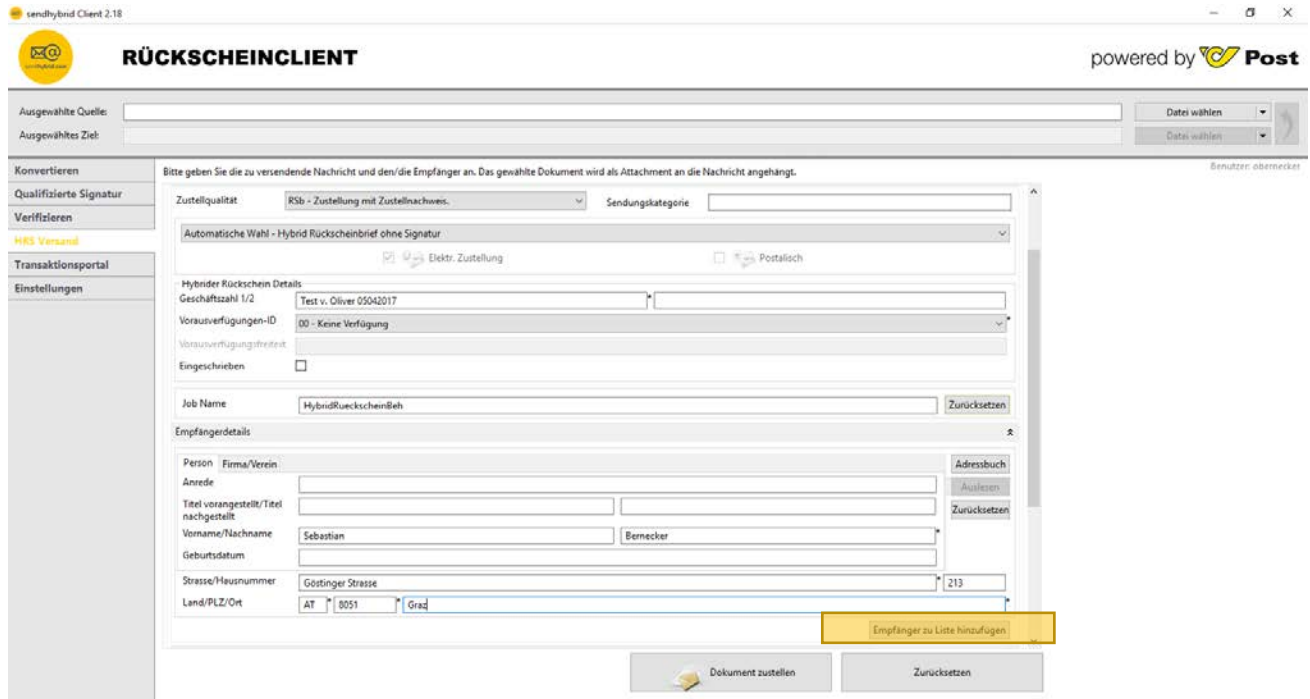 sendhybrid Client 2.18
RÜCKSCHEINCLIENT
powered by Post
Ausgewählte Quelle:
Datei wählen
Ausgewähltes Ziel:
Datei wählen
Benutzer: obernecker
Konvertieren
Qualifizierte Signatur
Verifizieren
HRS Versand
Transaktionsportal
Einstellungen
Bitte geben Sie die zu versendende Nachricht und den/die Empfänger an. Das gewählte Dokument wird als Attachment an die Nachricht angehängt.
Zustellqualität RSb - Zustellung mit Zustellnachweis. Sendungskategorie
Automatische Wahl - Hybrid Rückscheinbrief ohne Signatur
Elektr. Zustellung Postalisch
Hybrider Rückschein Details
Geschäftszahl 1/2 Test v. Oliver 05042017 *
Vorausverfügungen-ID 00 - Keine Verfügung *
Vorausverfügungsfreitext
Eingeschrieben
Job Name HybridRueckscheinBeh Zurücksetzen
Empfängerdetails
Person Firma/Verein Adressbuch
Anrede Auslesen
Titel vorangestellt/Titel
nachgestellt Zurücksetzen
Vorname/Nachname Sebastian Bernecker *
Geburtsdatum
Strasse/Hausnummer Göstinger Strasse * 213
Land/PLZ/Ort AT * 8051 * Graz *
Empfänger zu Liste hinzufügen
Dokument zustellen Zurücksetzen